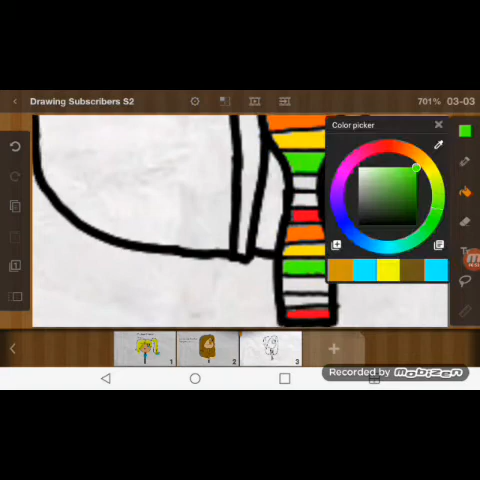 Drawing Subscribers S2
701% 03-03
Color picker
1
2
3
Recorded by mobizen